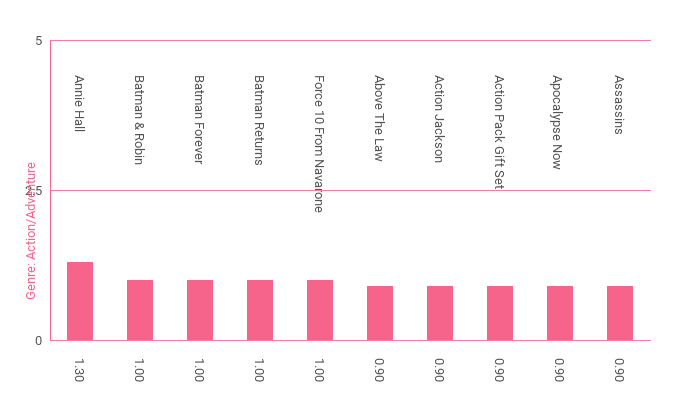 5
Annie Hall
Batman & Robin
Batman Forever
Batman Returns
Force 10 From Navarone
Above The Law
Action Jackson
Action Pack Gift Set
Apocalypse Now
Assassins
2.5
Genre: Action/Adventure
0
1.30
1.00
1.00
1.00
1.00
0.90
0.90
0.90
0.90
0.90